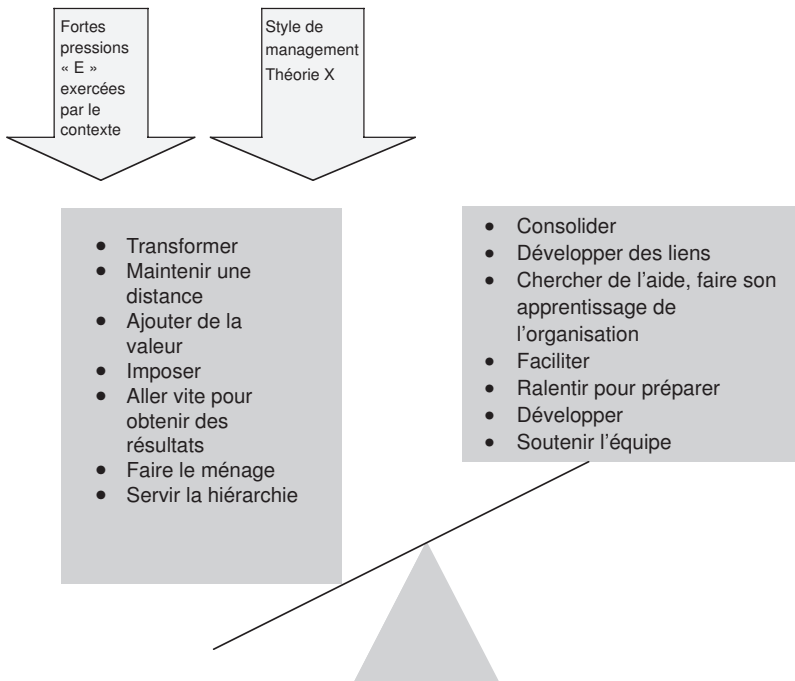 Fortes
pressions
« E »
exercées
par le
contexte
Style de
management
Théorie X
• Transformer
• Maintenir une
distance
• Ajouter de la
valeur
• Imposer
• Aller vite pour
obtenir des
résultats
• Faire le ménage
• Servir la hiérarchie
• Consolider
• Développer des liens
• Chercher de l’aide, faire son
apprentissage de
l’organisation
• Faciliter
• Ralentir pour préparer
• Développer
• Soutenir l’équipe